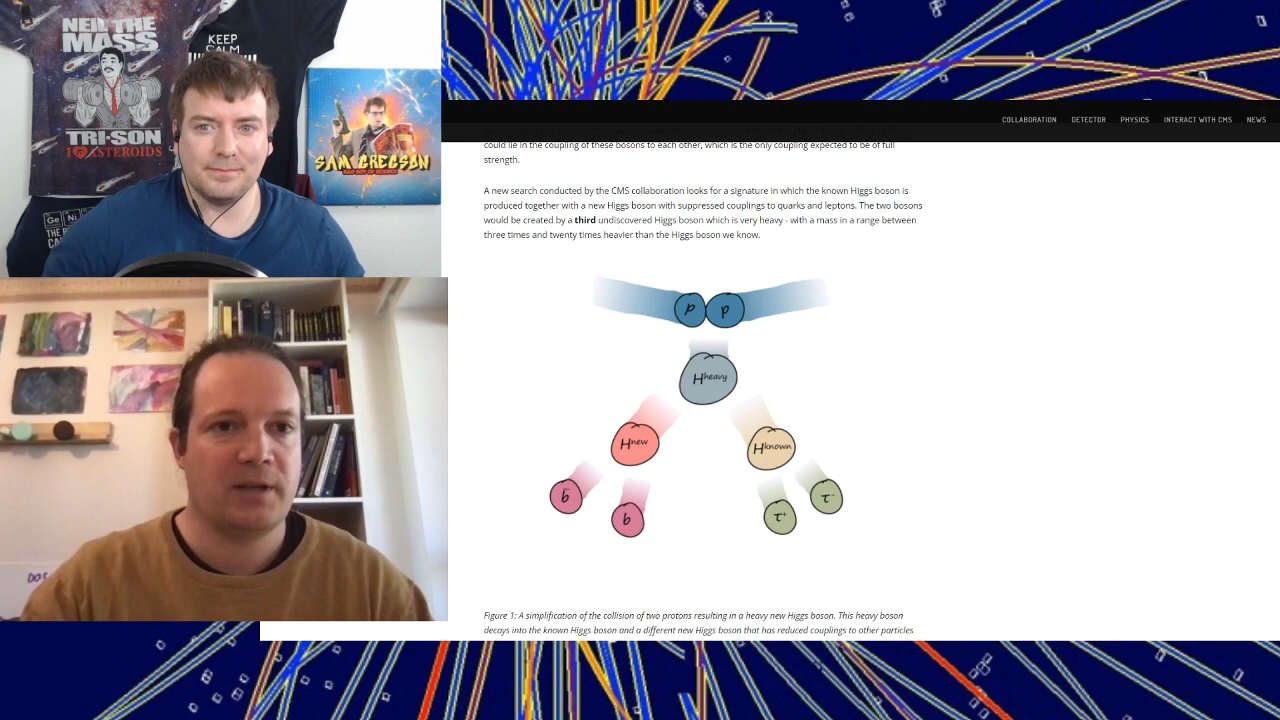 NEIL THE
MASS
TRI-SON
I ASTEROIDS
KEEP
CALM
SAM GREGSON
BAD BOY OF SCIENCE
Ge Ni
THE
COLLABORATION DETECTOR PHYSICS INTERACT WITH CMS NEWS
could lie in the coupling of these bosons to each other, which is the only coupling expected to be of full
strength.
A new search conducted by the CMS collaboration looks for a signature in which the known Higgs boson is
produced together with a new Higgs boson with suppressed couplings to quarks and leptons. The two bosons
would be created by a third undiscovered Higgs boson which is very heavy - with a mass in a range between
three times and twenty times heavier than the Higgs boson we know.
p p
Hheavy
Hnew Hknown
b̄ b τ+ τ-
Figure 1: A simplification of the collision of two protons resulting in a heavy new Higgs boson. This heavy boson
decays into the known Higgs boson and a different new Higgs boson that has reduced couplings to other particles